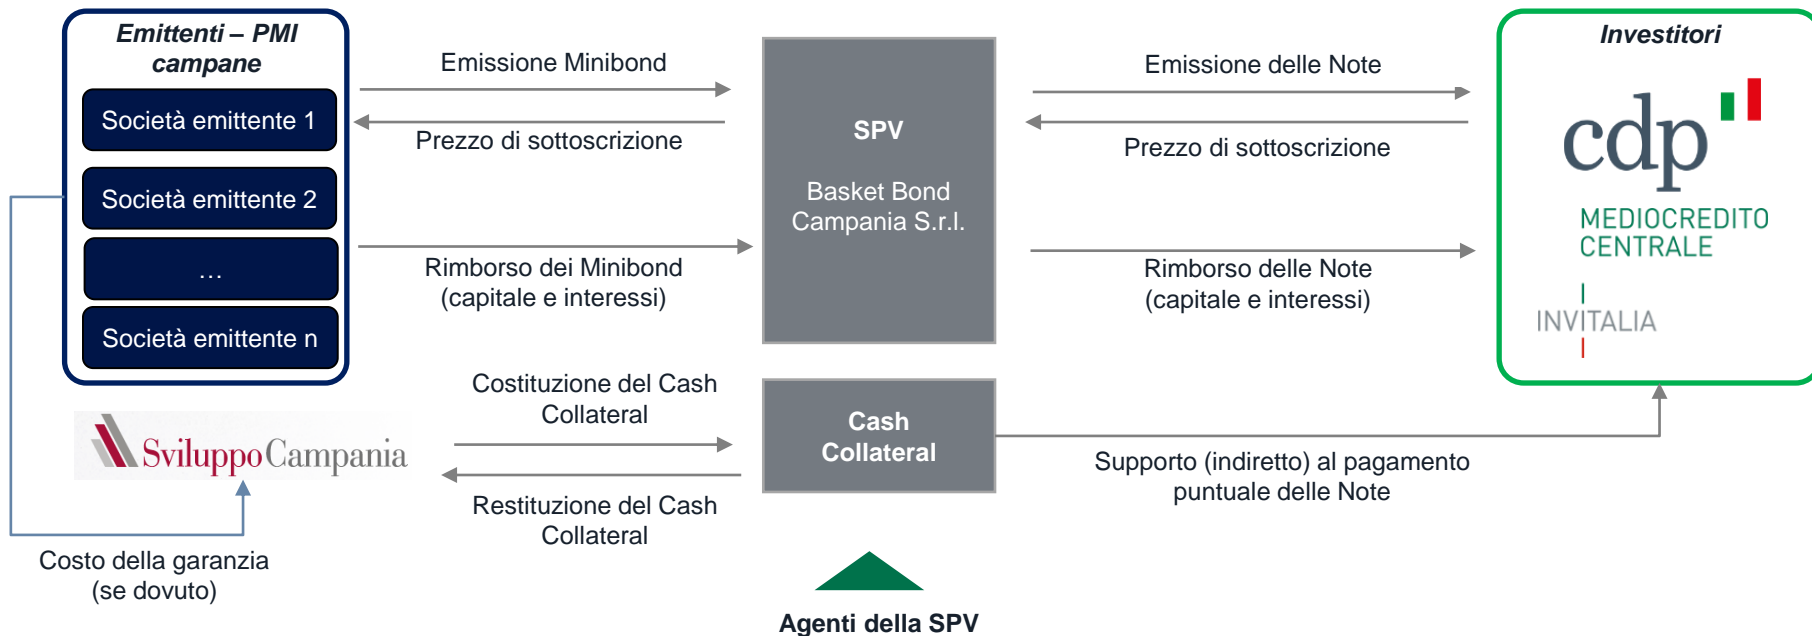 Emittenti – PMI
campane
Società emittente 1
Società emittente 2
…
Società emittente n
Emissione Minibond
Prezzo di sottoscrizione
Rimborso dei Minibond
(capitale e interessi)
SPV
Basket Bond
Campania S.r.l.
Emissione delle Note
Prezzo di sottoscrizione
Rimborso delle Note
(capitale e interessi)
Investitori
cdp
MEDIOCREDITO
CENTRALE
INVITALIA
Sviluppo Campania
Costituzione del Cash
Collateral
Restituzione del Cash
Collateral
Cash
Collateral
Supporto (indiretto) al pagamento
puntuale delle Note
Costo della garanzia
(se dovuto)
Agenti della SPV